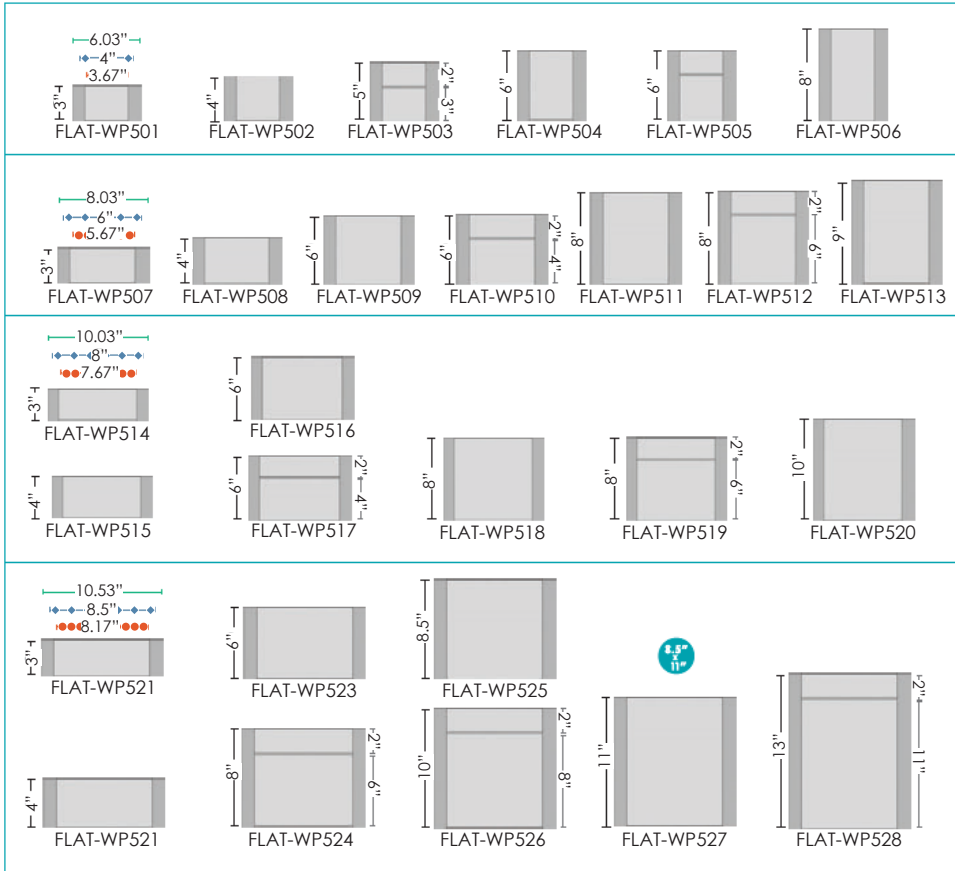 6.03”
4”
3.67”
3”
4”
5”
2”
3”
6”
6”
8”
FLAT-WP501
FLAT-WP502
FLAT-WP503
FLAT-WP504
FLAT-WP505
FLAT-WP506
8.03”
6”
5.67”
3”
4”
6”
6”
2”
4”
8”
8”
2”
6”
9”
FLAT-WP507
FLAT-WP508
FLAT-WP509
FLAT-WP510
FLAT-WP511
FLAT-WP512
FLAT-WP513
10.03”
8”
7.67”
3”
FLAT-WP514
6”
FLAT-WP516
4”
FLAT-WP515
6”
2”
4”
FLAT-WP517
8”
FLAT-WP518
8”
2”
6”
FLAT-WP519
10”
FLAT-WP520
10.53”
8.5”
8.17”
3”
FLAT-WP521
6”
FLAT-WP523
8.5”
FLAT-WP525
8.5”
x
11”
4”
FLAT-WP521
8”
2”
6”
FLAT-WP524
10”
2”
8”
FLAT-WP526
11”
FLAT-WP527
13”
2”
11”
FLAT-WP528